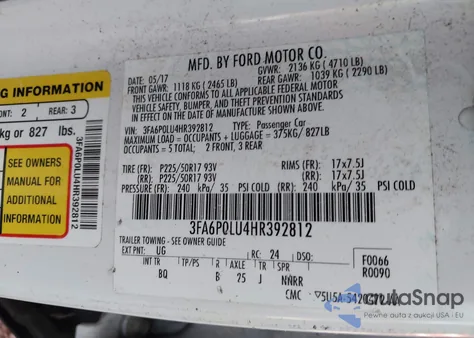 NG INFORMATION
ONT: 2 REAR: 3
kg or 827 lbs.
SEE OWNERS
MANUAL FOR
ADDITIONAL
INFORMATION
3FA6P0LU4HR392812
MFD. BY FORD MOTOR CO.
DATE: 05/17 GVWR: 2136 KG (4710 LB)
FRONT GAWR: 1118 KG (2465 LB) REAR GAWR: 1039 KG (2290 LB)
THIS VEHICLE CONFORMS TO ALL APPLICABLE FEDERAL MOTOR
VEHICLE SAFETY, BUMPER, AND THEFT PREVENTION STANDARDS
IN EFFECT ON THE DATE OF MANUFACTURE SHOWN ABOVE.
VIN: 3FA6P0LU4HR392812 TYPE: Passenger Car
MAXIMUM LOAD = OCCUPANTS + LUGGAGE = 375KG/ 827LB
OCCUPANTS = 5 TOTAL: 2 FRONT, 3 REAR
TIRE (FR): P225/50R17 93V RIMS (FR): 17x7.5J
(RR): P225/50R17 93V (RR): 17x7.5J
PRESSURE (FR): 240 kPa/ 35 PSI COLD (RR): 240 kPa/ 35 PSI COLD
3FA6P0LU4HR392812
TRAILER TOWING - SEE OWNER GUIDE
EXT PNT: UG RC: 24 DSO: F0066
R0090
INT TR TP/PS R AXLE TR SPR
BQ B 25 J NNRR
CMC 5U5A
autoSnap
Pewne auto z USA i Europy